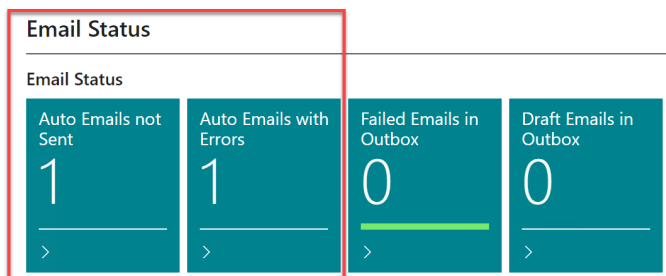 Email Status
Email Status
Auto Emails not
Sent
1
Auto Emails with
Errors
1
Failed Emails in
Outbox
0
Draft Emails in
Outbox
0